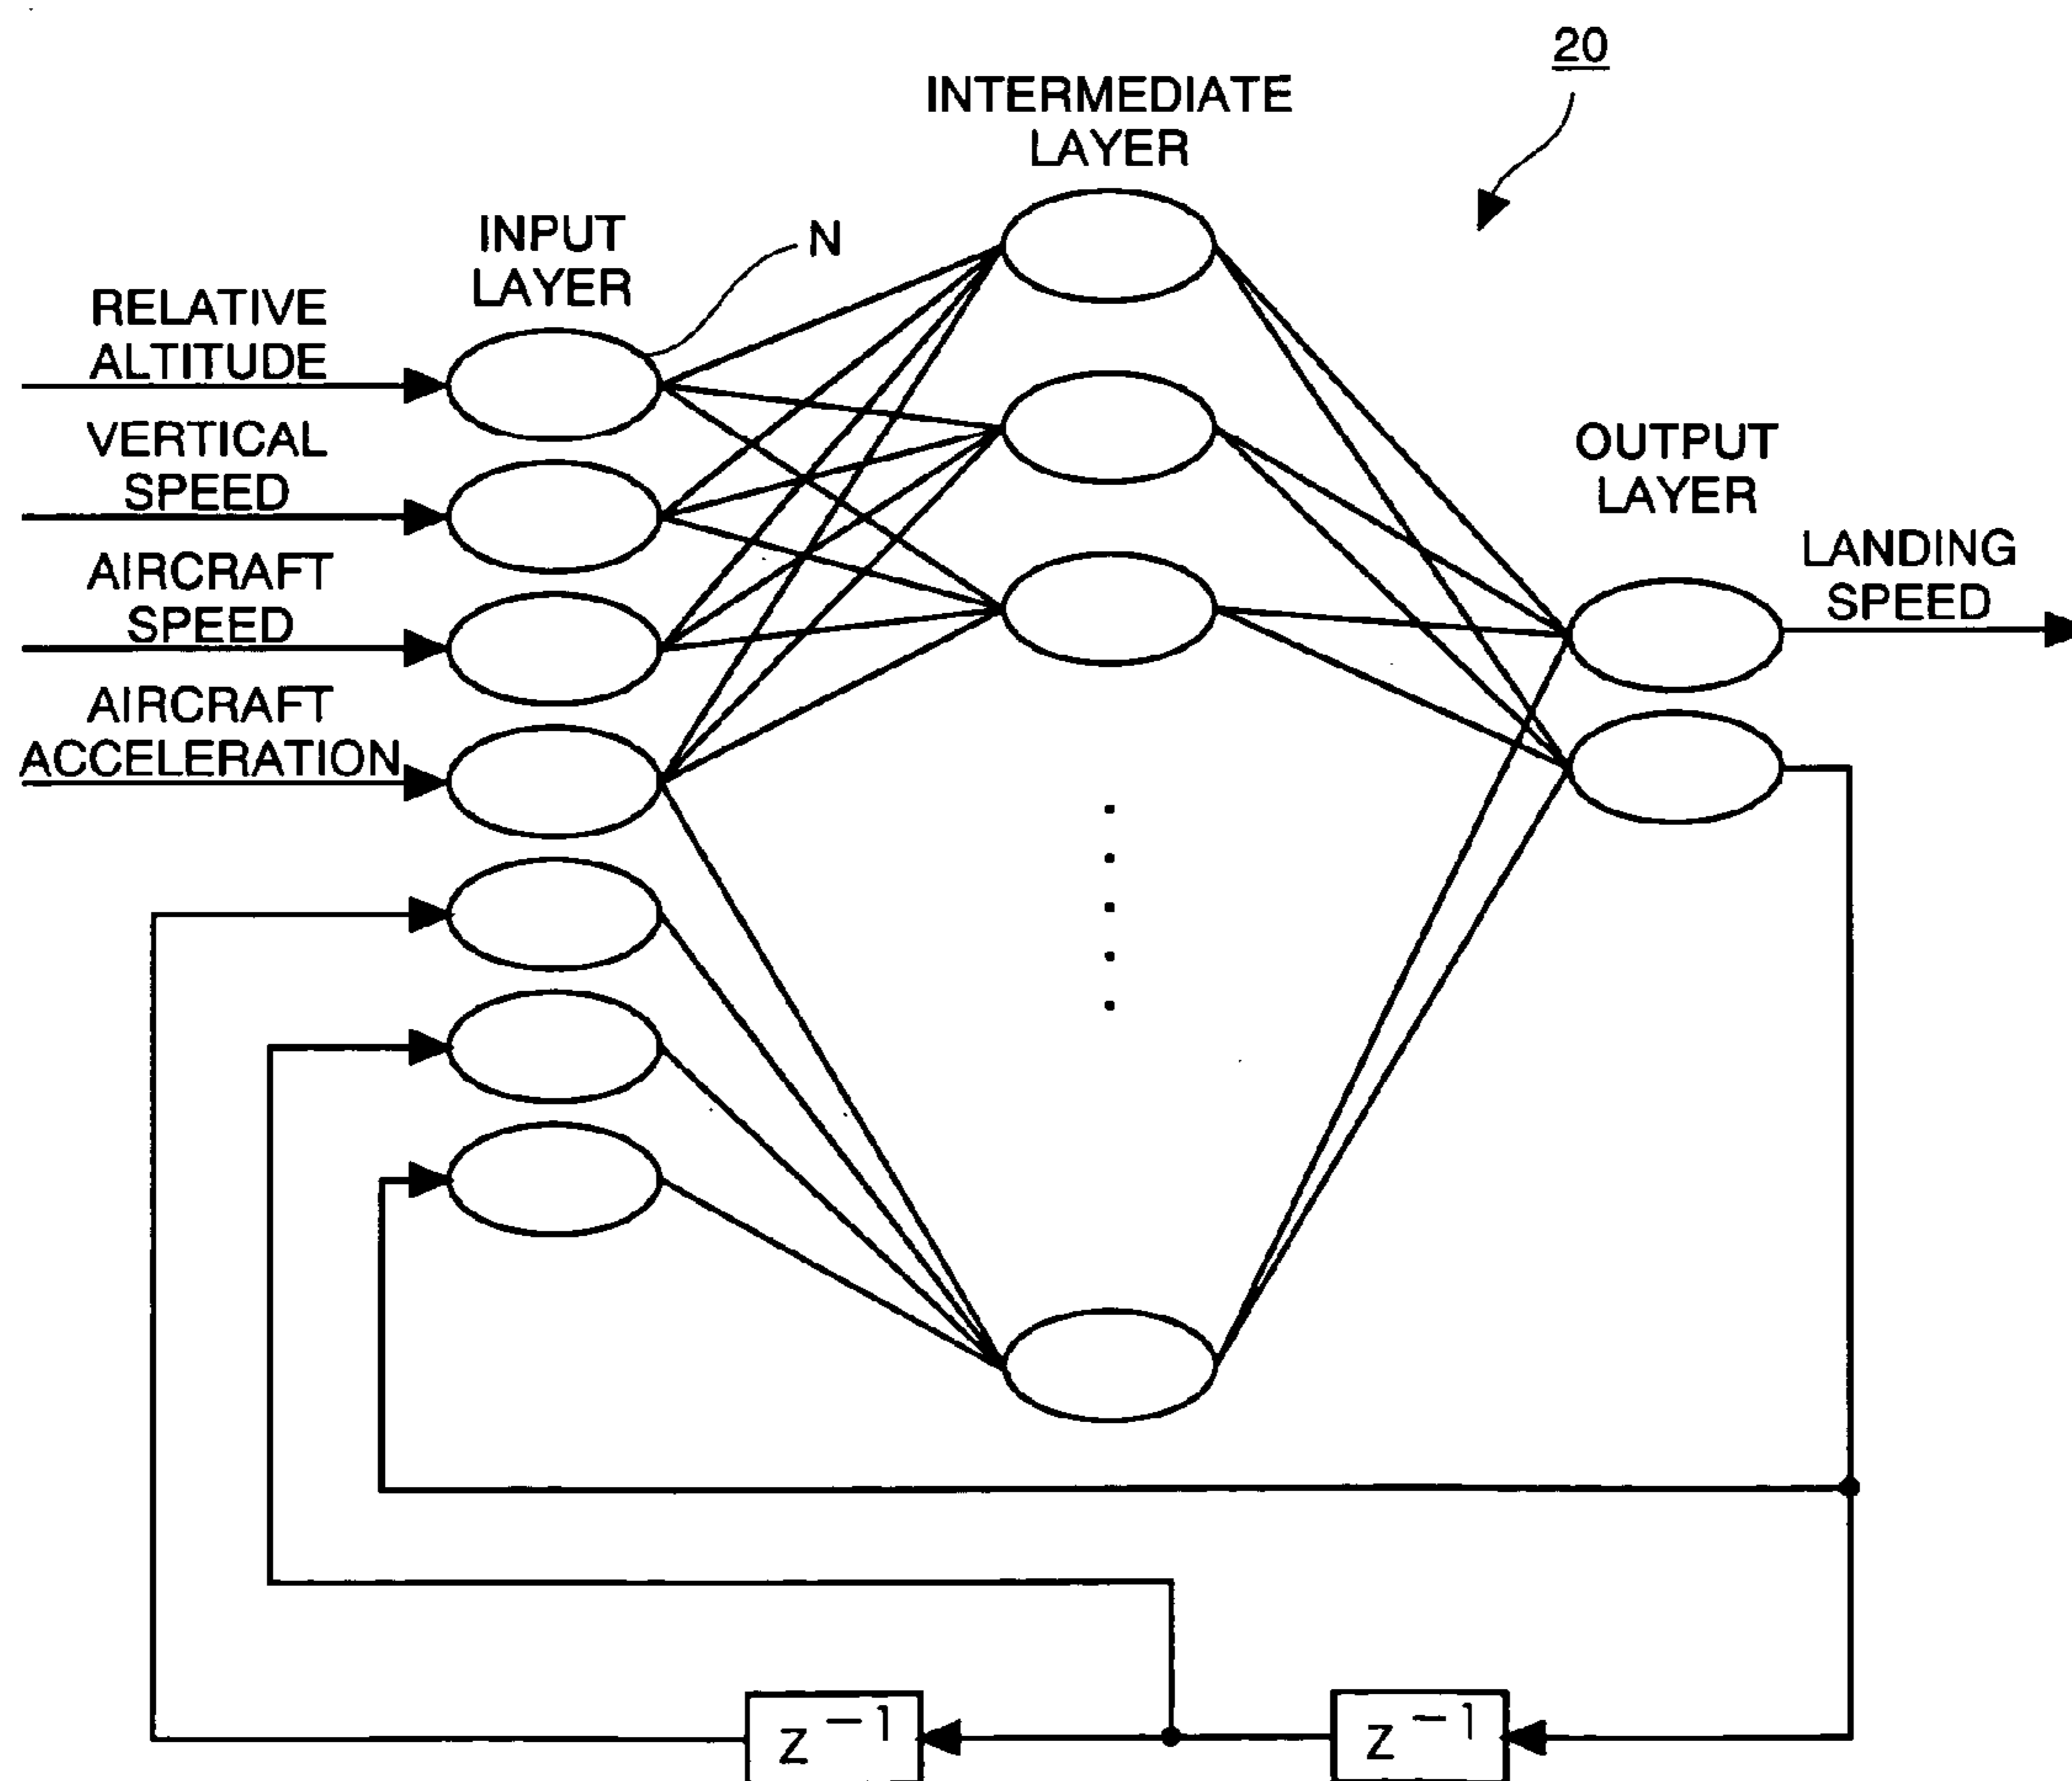 20
INTERMEDIATE
LAYER
INPUT
LAYER
N
RELATIVE
ALTITUDE
VERTICAL
SPEED
OUTPUT
LAYER
AIRCRAFT
SPEED
LANDING
SPEED
AIRCRAFT
ACCELERATION
z⁻¹
z⁻¹